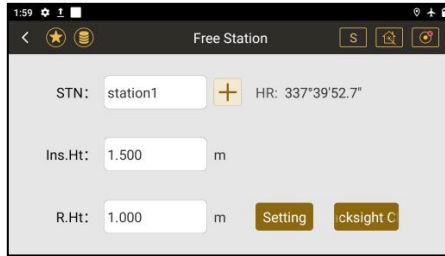 1:59
Free Station S
STN: station1 + HR: 337°39'52.7"
Ins.Ht: 1.500 m
R.Ht: 1.000 m Setting cksight C